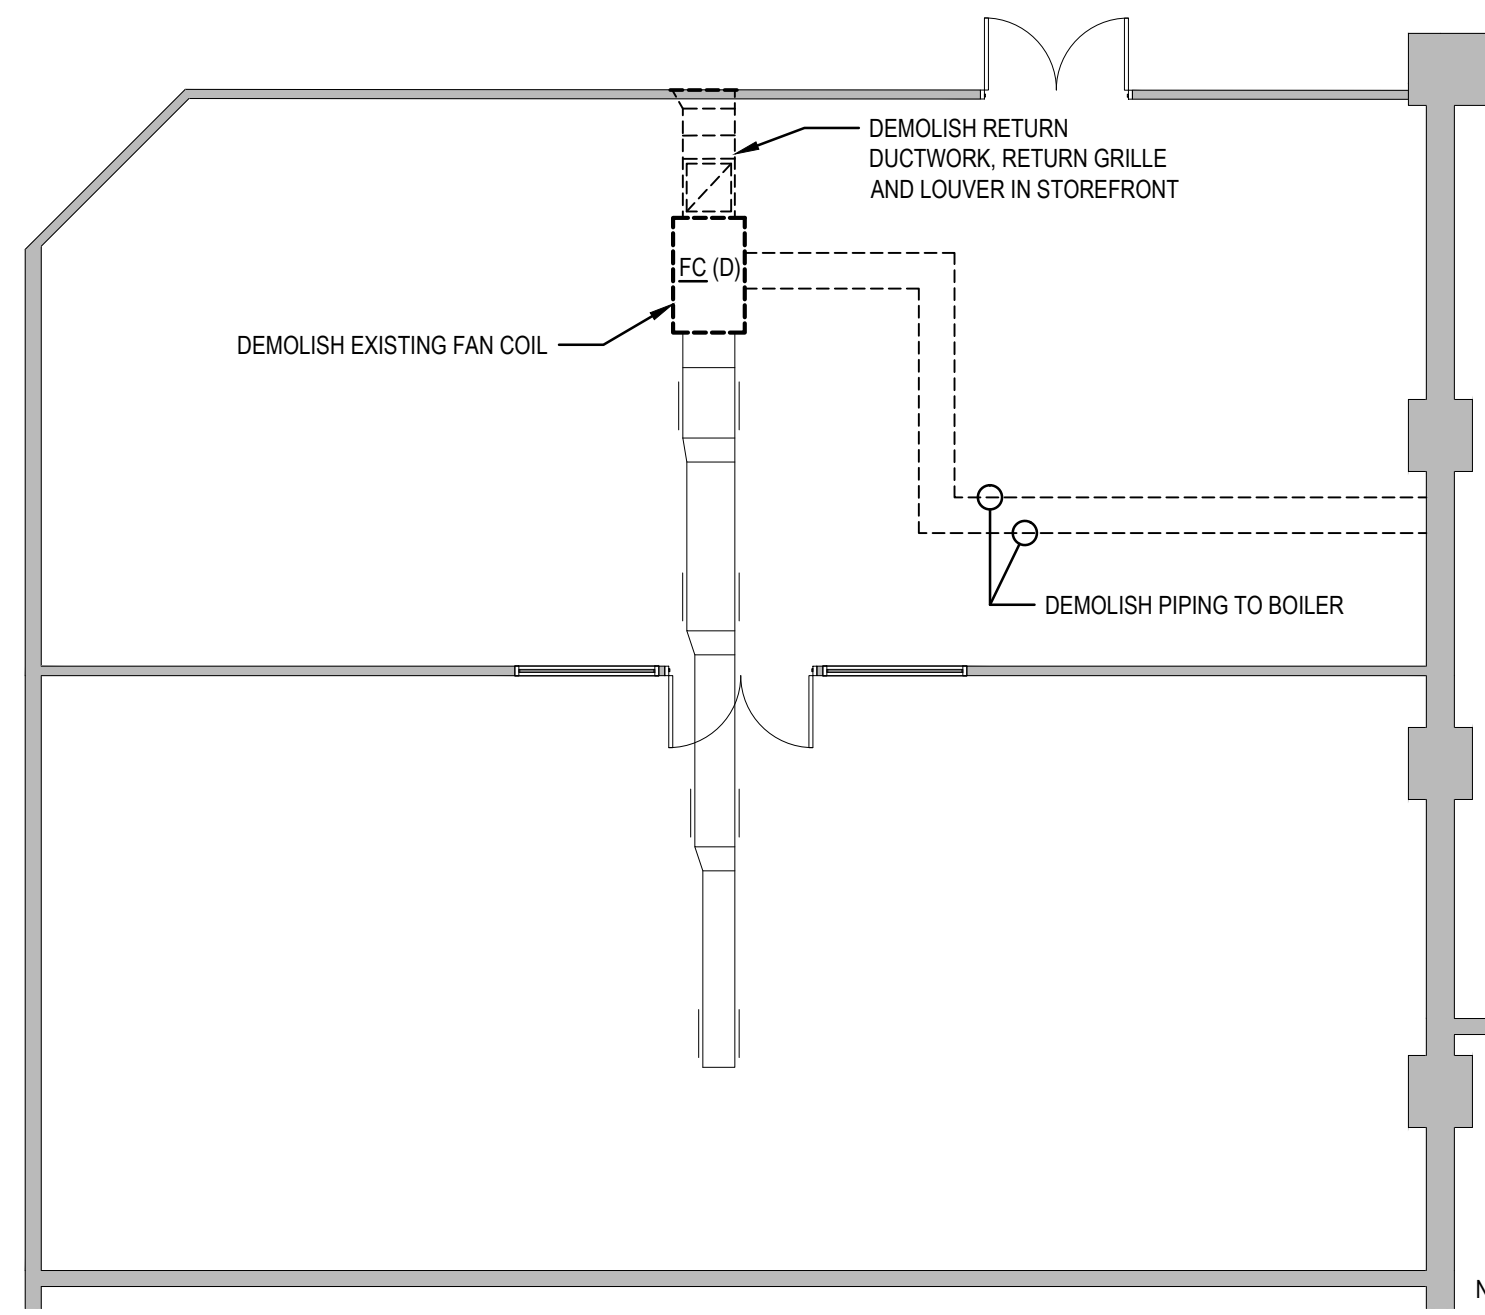 DEMOLISH RETURN
DUCTWORK, RETURN GRILLE
AND LOUVER IN STOREFRONT
FC (D)
DEMOLISH EXISTING FAN COIL
DEMOLISH PIPING TO BOILER
N